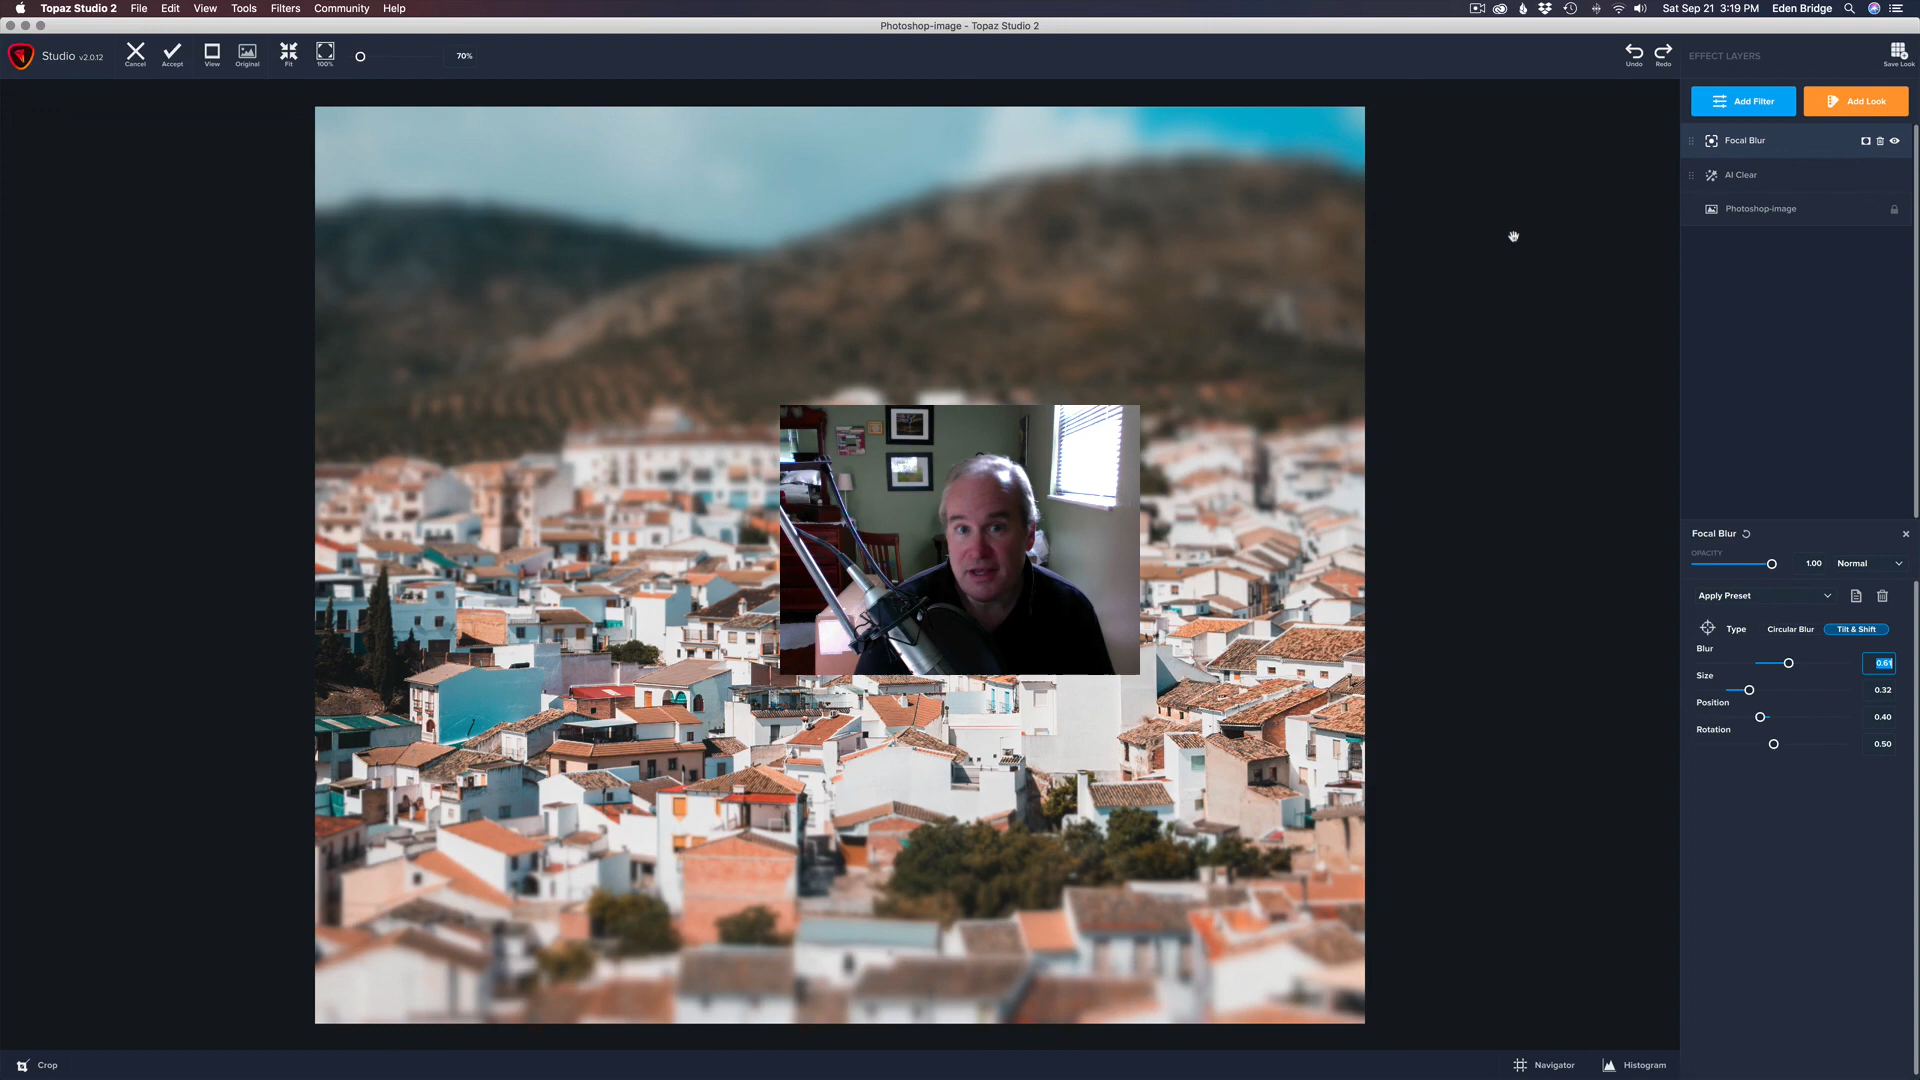 Topaz Studio 2 File Edit View Tools Filters Community Help Sat Sep 21 3:19 PM Eden Bridge
Photoshop-image - Topaz Studio 2
Studio v2.0.12
Cancel Accept View Original Fit 100% 70% Undo Redo
EFFECT LAYERS
Save Look
Add Filter Add Look
Focal Blur
AI Clear
Photoshop-image
Focal Blur
OPACITY
1.00 Normal
Apply Preset
Type Circular Blur Tilt & Shift
Blur
0.61
Size
0.32
Position
0.40
Rotation
0.50
Crop
Navigator Histogram